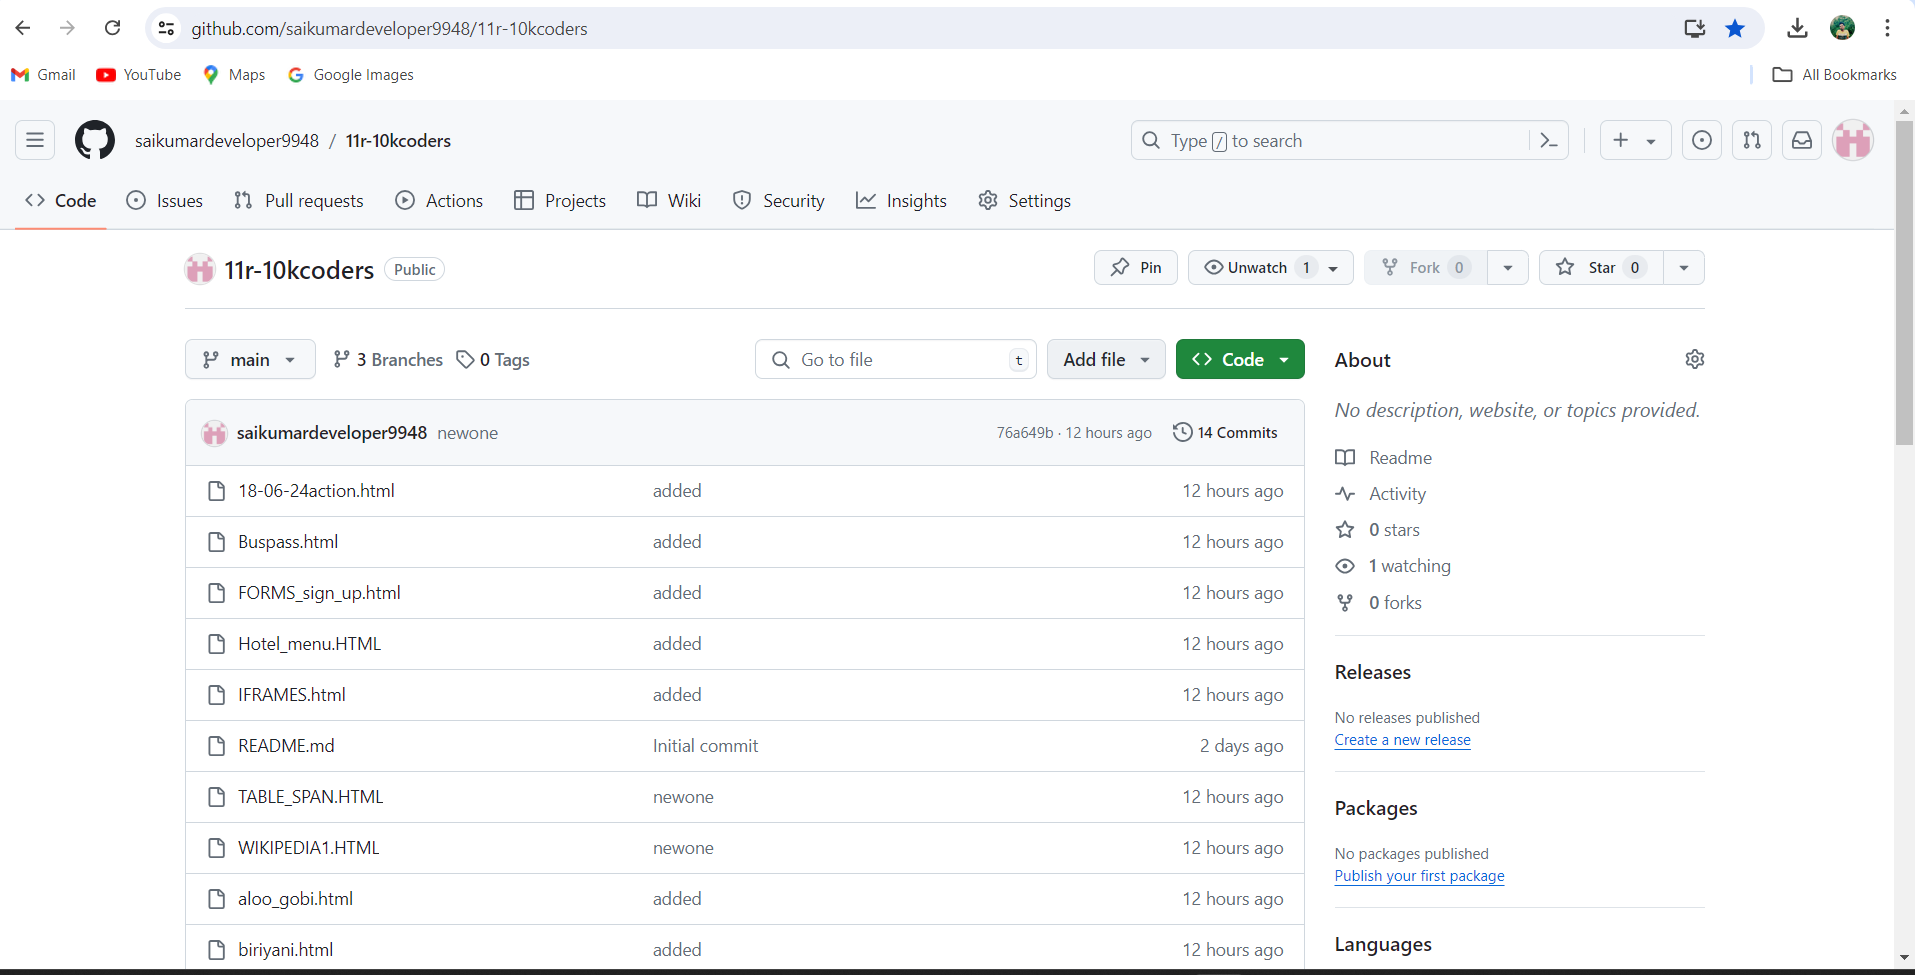 github.com/saikumardeveloper9948/11r-10kcoders
Gmail YouTube Maps Google Images All Bookmarks
saikumardeveloper9948 / 11r-10kcoders Type / to search
Code Issues Pull requests Actions Projects Wiki Security Insights Settings
11r-10kcoders Public Pin Unwatch 1 Fork 0 Star 0
main 3 Branches 0 Tags Go to file t Add file Code
saikumardeveloper9948 newone 76a649b · 12 hours ago 14 Commits
18-06-24action.html added 12 hours ago
Buspass.html added 12 hours ago
FORMS_sign_up.html added 12 hours ago
Hotel_menu.HTML added 12 hours ago
IFRAMES.html added 12 hours ago
README.md Initial commit 2 days ago
TABLE_SPAN.HTML newone 12 hours ago
WIKIPEDIA1.HTML newone 12 hours ago
aloo_gobi.html added 12 hours ago
biriyani.html added 12 hours ago
About
No description, website, or topics provided.
Readme
Activity
0 stars
1 watching
0 forks
Releases
No releases published
Create a new release
Packages
No packages published
Publish your first package
Languages